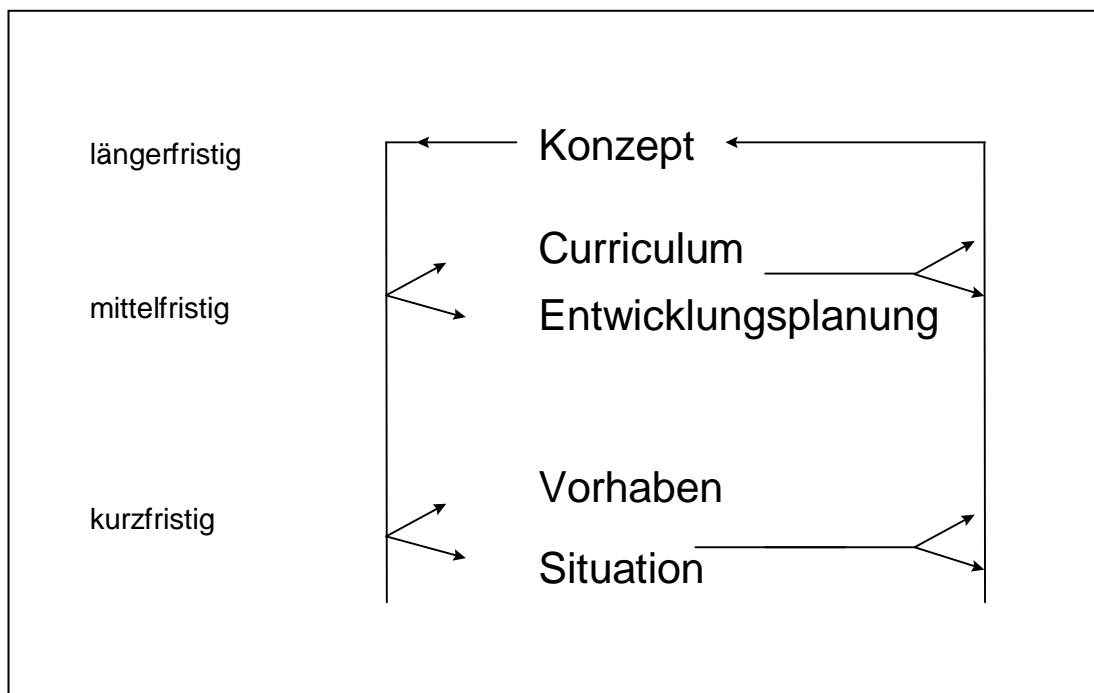 längerfristig
Konzept
Curriculum
mittelfristig
Entwicklungsplanung
Vorhaben
kurzfristig
Situation